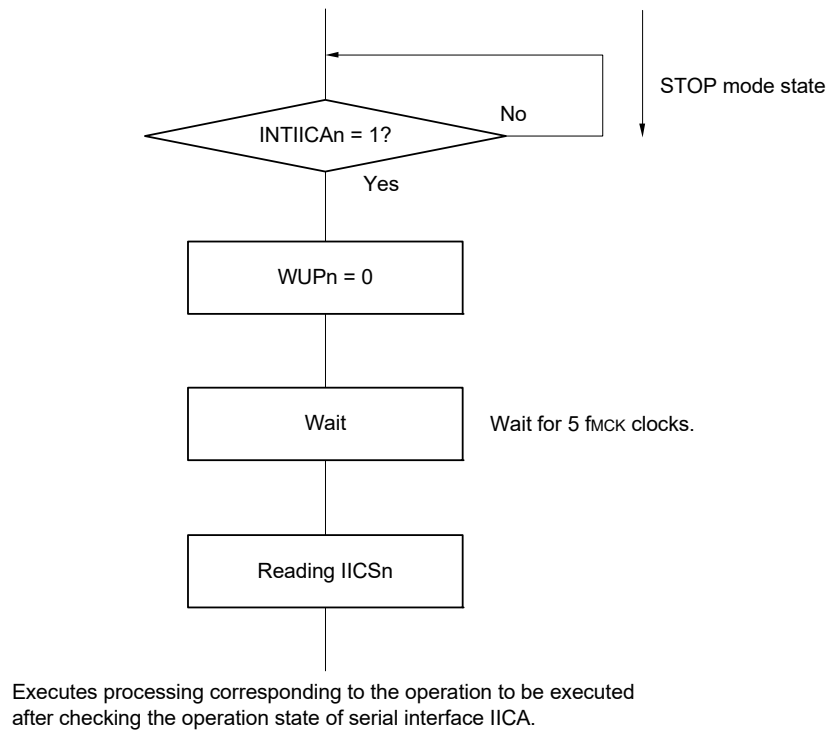 STOP mode state
No
INTIICAn = 1?
Yes
WUPn = 0
Wait
Wait for 5 fMCK clocks.
Reading IICSn
Executes processing corresponding to the operation to be executed
after checking the operation state of serial interface IICA.